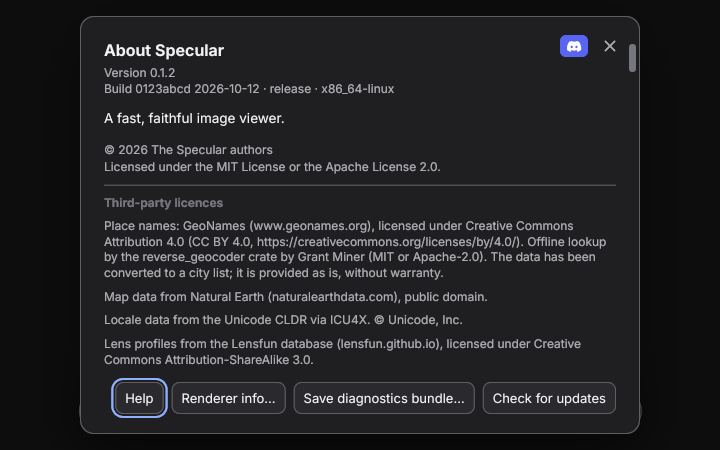 About Specular
Version 0.1.2
Build 0123abcd 2026-10-12 · release · x86_64-linux
A fast, faithful image viewer.
© 2026 The Specular authors
Licensed under the MIT License or the Apache License 2.0.
Third-party licences
Place names: GeoNames (www.geonames.org), licensed under Creative Commons
Attribution 4.0 (CC BY 4.0, https://creativecommons.org/licenses/by/4.0/). Offline lookup
by the reverse_geocoder crate by Grant Miner (MIT or Apache-2.0). The data has been
converted to a city list; it is provided as is, without warranty.
Map data from Natural Earth (naturalearthdata.com), public domain.
Locale data from the Unicode CLDR via ICU4X. © Unicode, Inc.
Lens profiles from the Lensfun database (lensfun.github.io), licensed under Creative
Commons Attribution-ShareAlike 3.0.
Help
Renderer info...
Save diagnostics bundle...
Check for updates